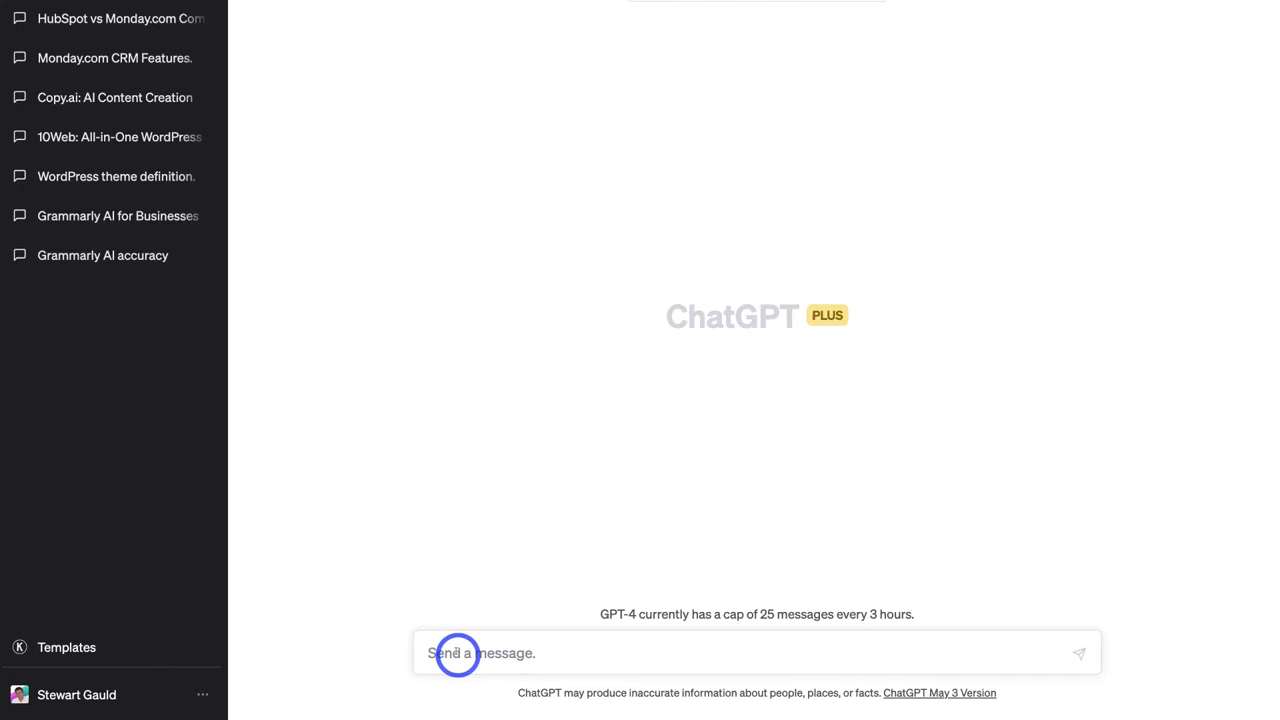 HubSpot vs Monday.com Com
Monday.com CRM Features.
Copy.ai: AI Content Creation
10Web: All-in-One WordPress
WordPress theme definition.
Grammarly AI for Businesses
Grammarly AI accuracy
ChatGPT PLUS
GPT-4 currently has a cap of 25 messages every 3 hours.
Send a message.
ChatGPT may produce inaccurate information about people, places, or facts. ChatGPT May 3 Version
K Templates
Stewart Gauld